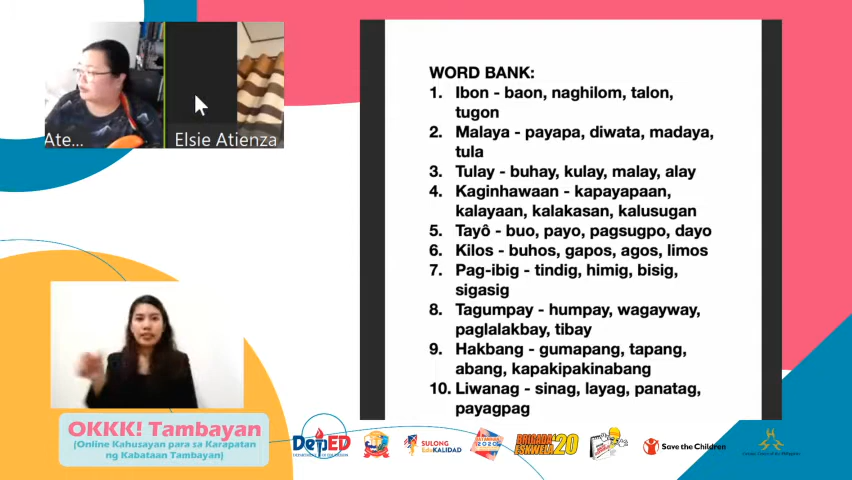 Ate...
Elsie Atienza
WORD BANK:
1. Ibon - baon, naghilom, talon,
tugon
2. Malaya - payapa, diwata, madaya,
tula
3. Tulay - buhay, kulay, malay, alay
4. Kaginhawaan - kapayapaan,
kalayaan, kalakasan, kalusugan
5. Tayô - buo, payo, pagsugpo, dayo
6. Kilos - buhos, gapos, agos, limos
7. Pag-ibig - tindig, himig, bisig,
sigasig
8. Tagumpay - humpay, wagayway,
paglalakbay, tibay
9. Hakbang - gumapang, tapang,
abang, kapakipakinabang
10. Liwanag - sinag, layag, panatag,
payagpag
OKKK! Tambayan
(Online Kahusayan para sa Karapatan
ng Kabataan Tambayan)
DepED
SULONG
EduKALIDAD
BRIGADA
ESKWELA'20
Save the Children